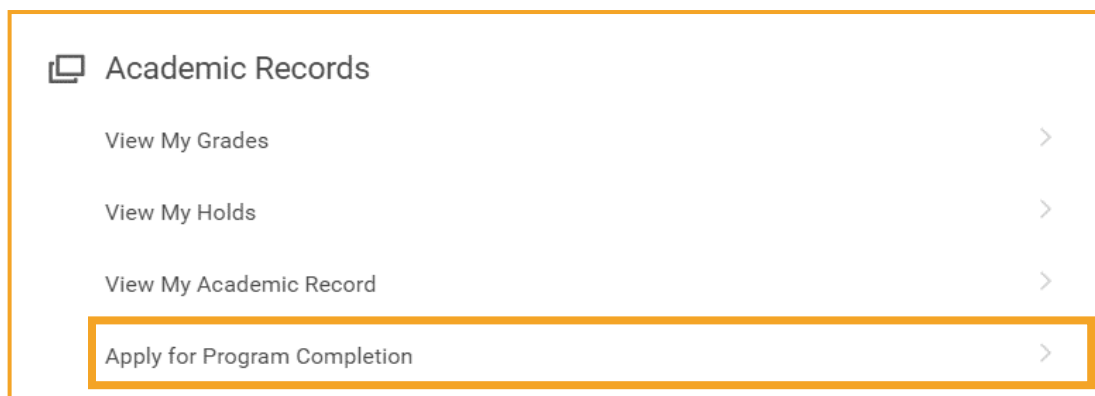 Academic Records
View My Grades
View My Holds
View My Academic Record
Apply for Program Completion